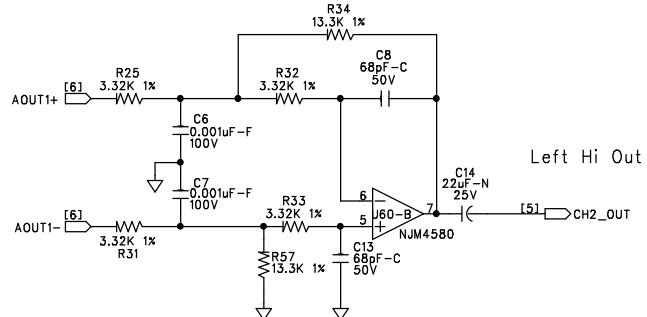 R34
13.3K 1%
C8
68pF-C
50V
R25
3.32K 1%
R32
3.32K 1%
[6]
AOUT1+
C6
0.001uF-F
100V
C7
0.001uF-F
100V
Left Hi Out
C14
22uF-N
25V
6
U60-B
7
5
NJM4580
[5]
CH2_OUT
[6]
AOUT1-
3.32K 1%
R31
R33
3.32K 1%
R57
13.3K 1%
C13
68pF-C
50V